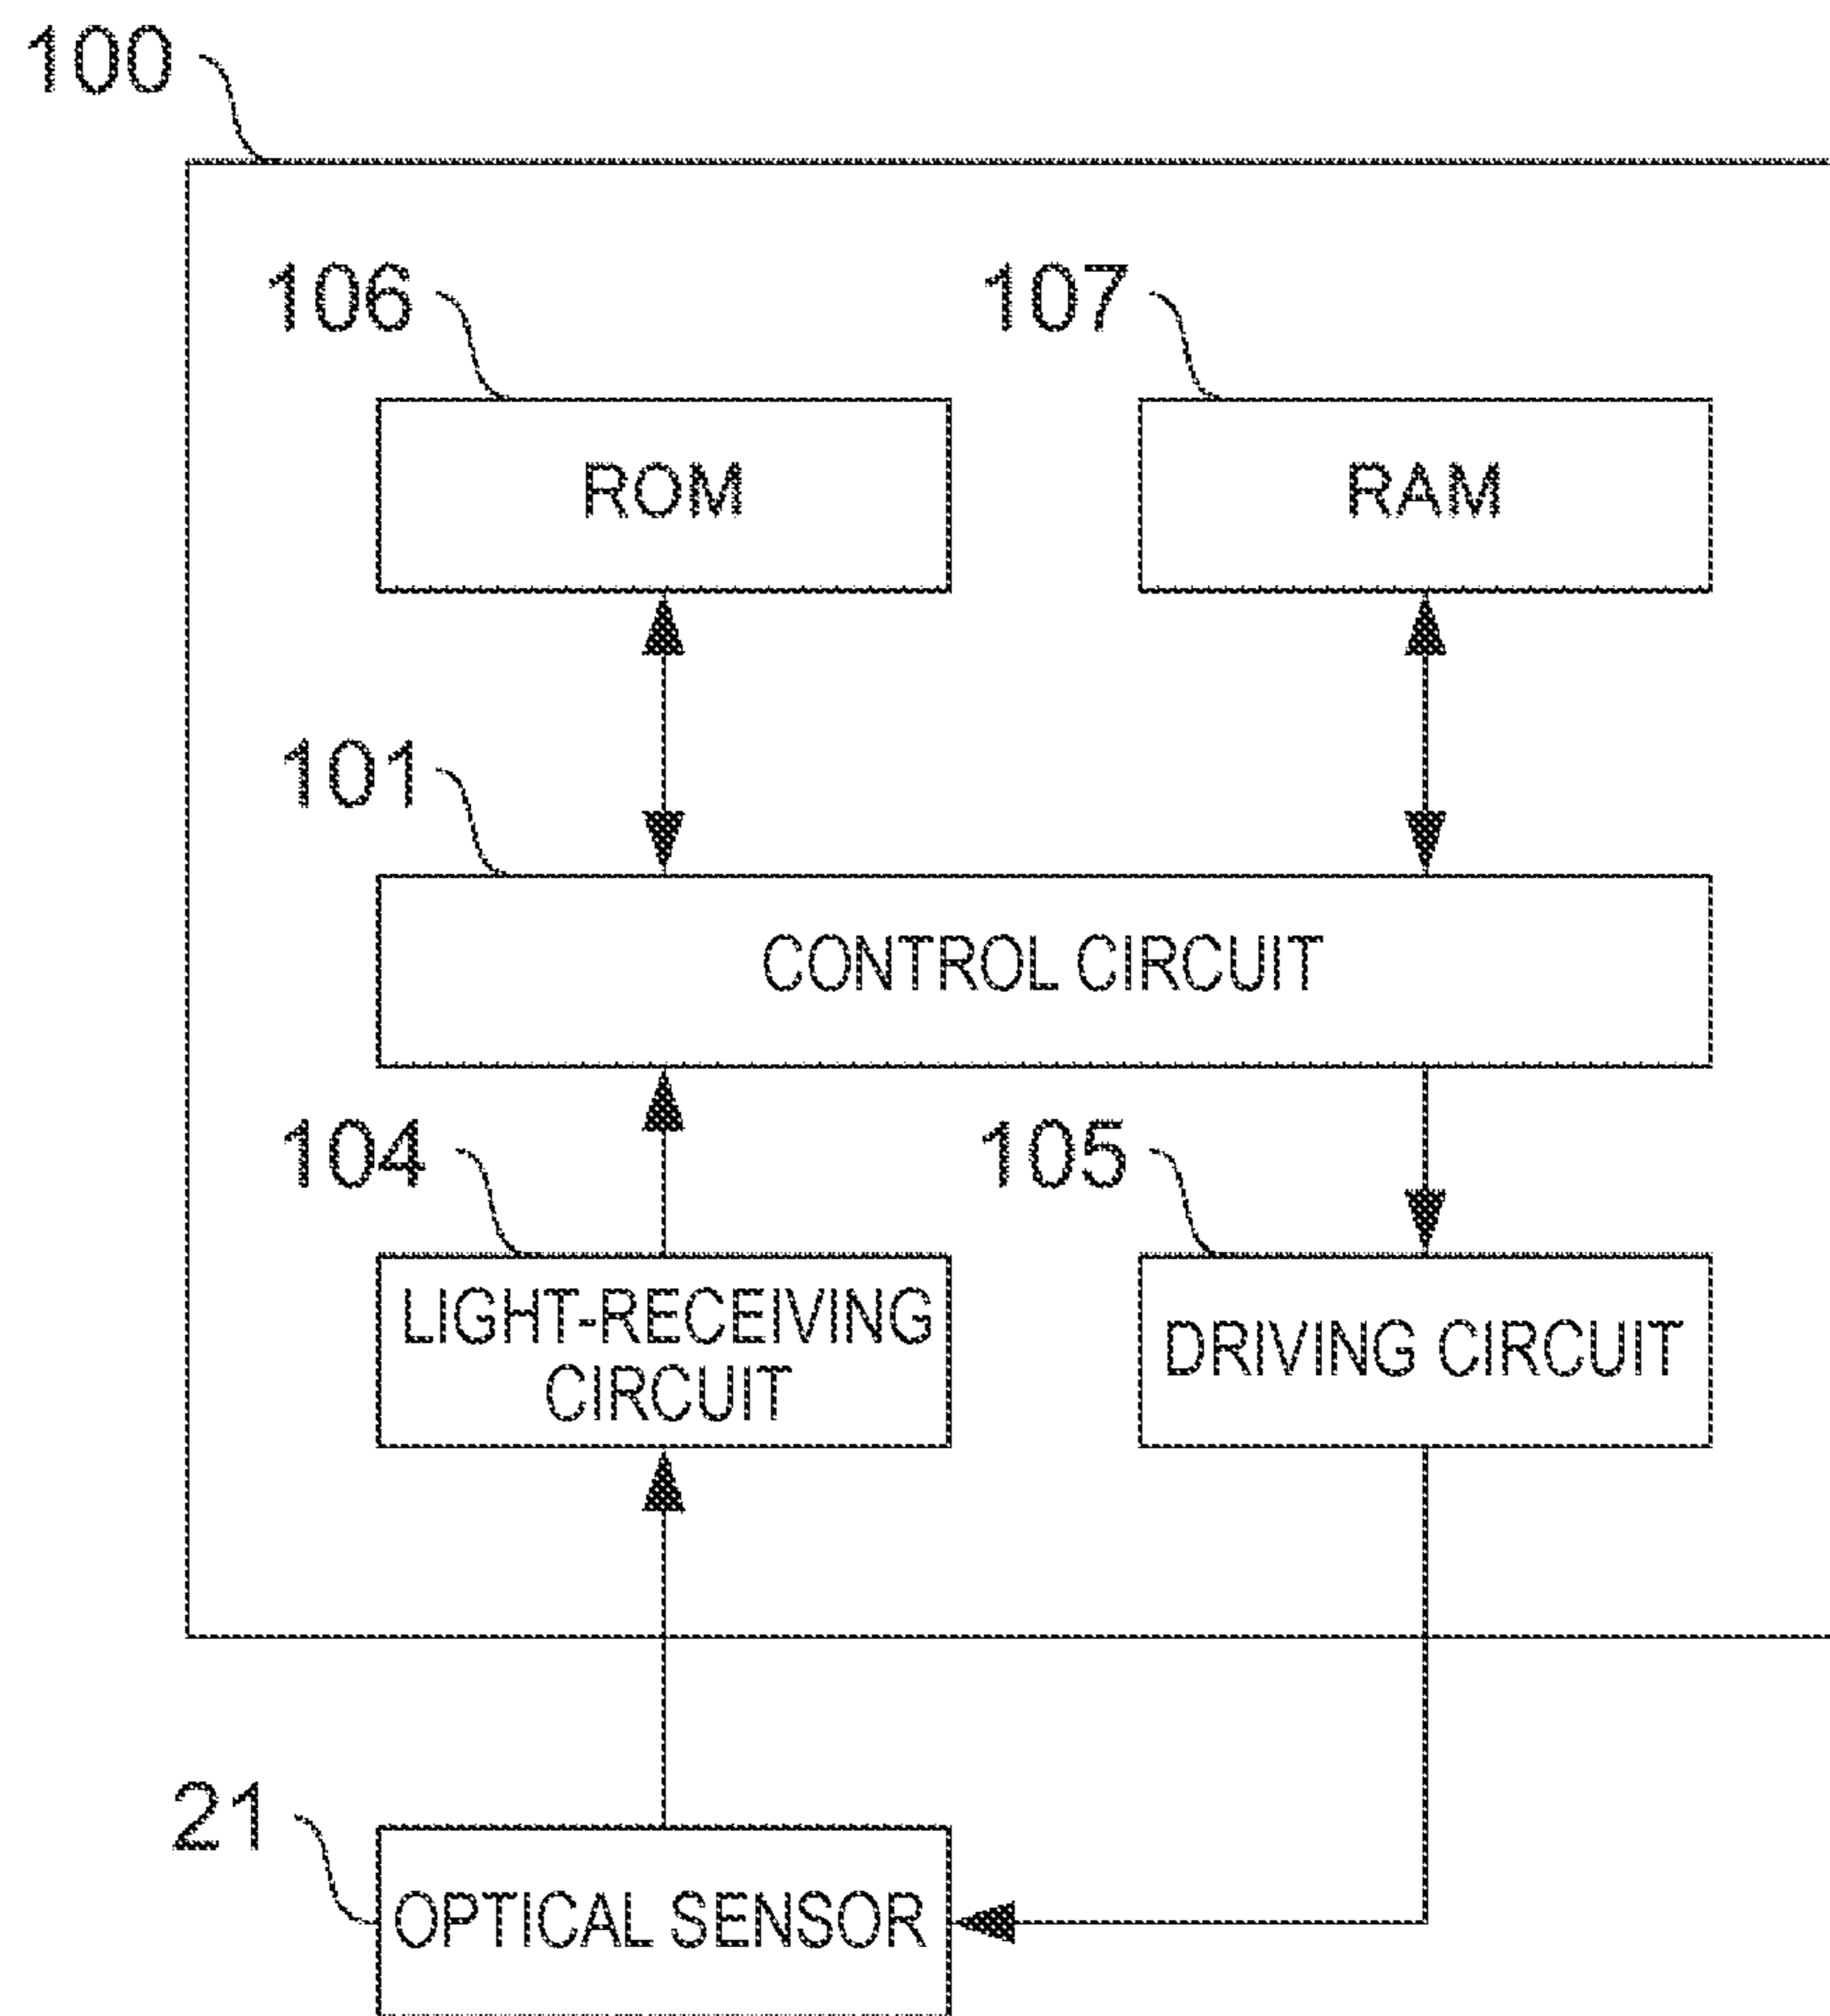 100
106
107
ROM
RAM
101
CONTROL CIRCUIT
104
105
LIGHT-RECEIVING
CIRCUIT
DRIVING CIRCUIT
21
OPTICAL SENSOR